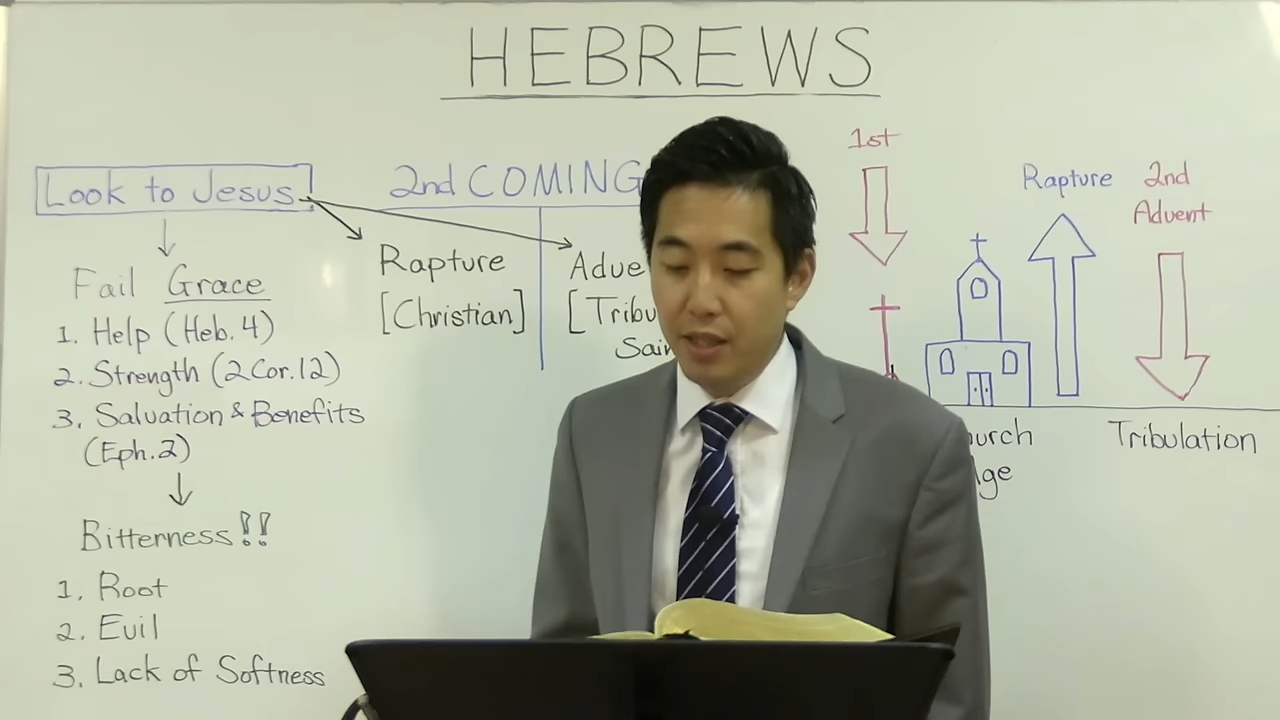 HEBREWS
Look to Jesus
Fail Grace
1. Help (Heb. 4)
2. Strength (2 Cor. 12)
3. Salvation & Benefits
(Eph. 2)
Bitterness!!
1. Root
2. Evil
3. Lack of Softness
2nd COMING
Rapture
[Christian]
1st
Rapture
2nd
Advent
Tribulation